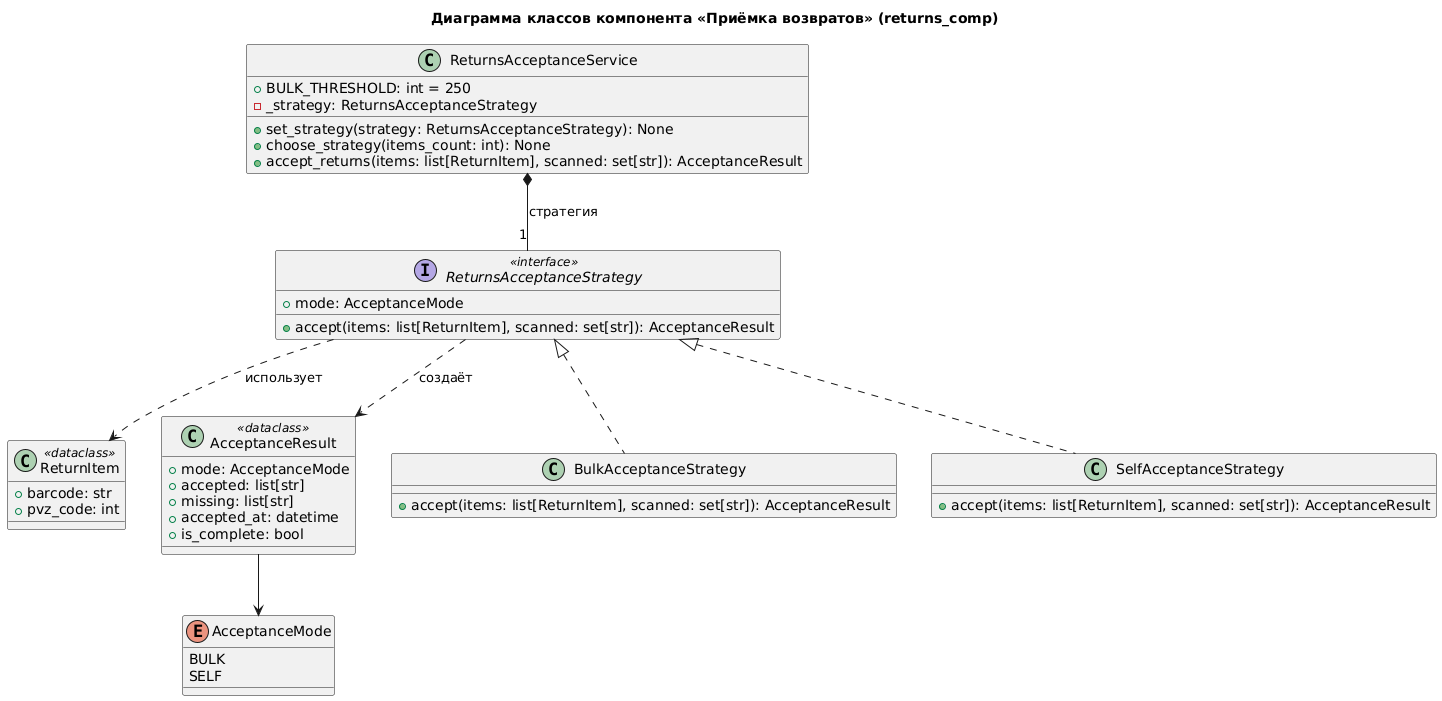 Диаграмма классов компонента «Приёмка возвратов» (returns_comp)
C ReturnsAcceptanceService
BULK_THRESHOLD: int = 250
_strategy: ReturnsAcceptanceStrategy
set_strategy(strategy: ReturnsAcceptanceStrategy): None
choose_strategy(items_count: int): None
accept_returns(items: list[ReturnItem], scanned: set[str]): AcceptanceResult
стратегия
1
«interface»
I ReturnsAcceptanceStrategy
mode: AcceptanceMode
accept(items: list[ReturnItem], scanned: set[str]): AcceptanceResult
использует
создаёт
«dataclass»
C ReturnItem
barcode: str
pvz_code: int
«dataclass»
C AcceptanceResult
mode: AcceptanceMode
accepted: list[str]
missing: list[str]
accepted_at: datetime
is_complete: bool
C BulkAcceptanceStrategy
accept(items: list[ReturnItem], scanned: set[str]): AcceptanceResult
C SelfAcceptanceStrategy
accept(items: list[ReturnItem], scanned: set[str]): AcceptanceResult
E AcceptanceMode
BULK
SELF